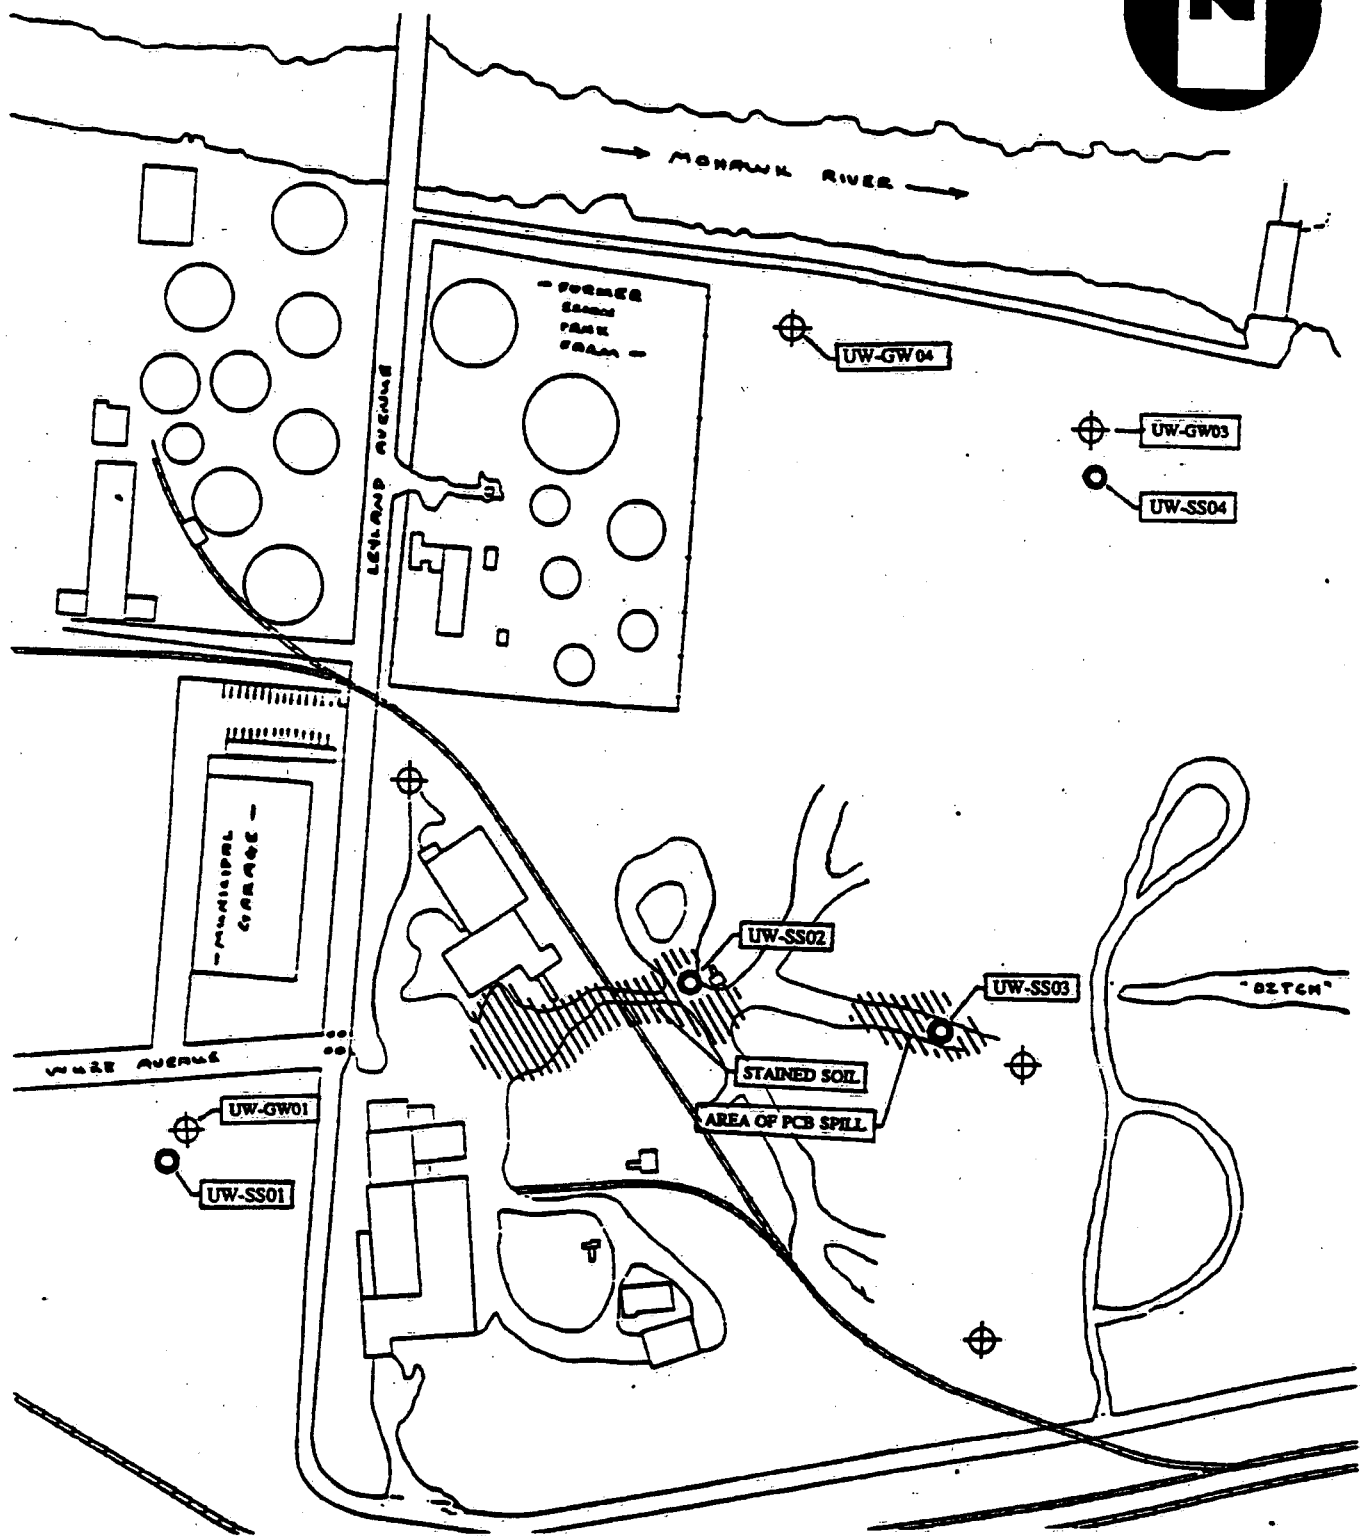 N
MOHAWK RIVER
- FORMER
TANK
FARM -
UW-GW04
UW-GW03
UW-SS04
LEYLAND AVENUE
- MUNICIPAL
GARAGE -
UW-SS02
UW-SS03
"DITCH"
STAINED SOIL
AREA OF PCB SPILL
WURZ AVENUE
UW-GW01
UW-SS01